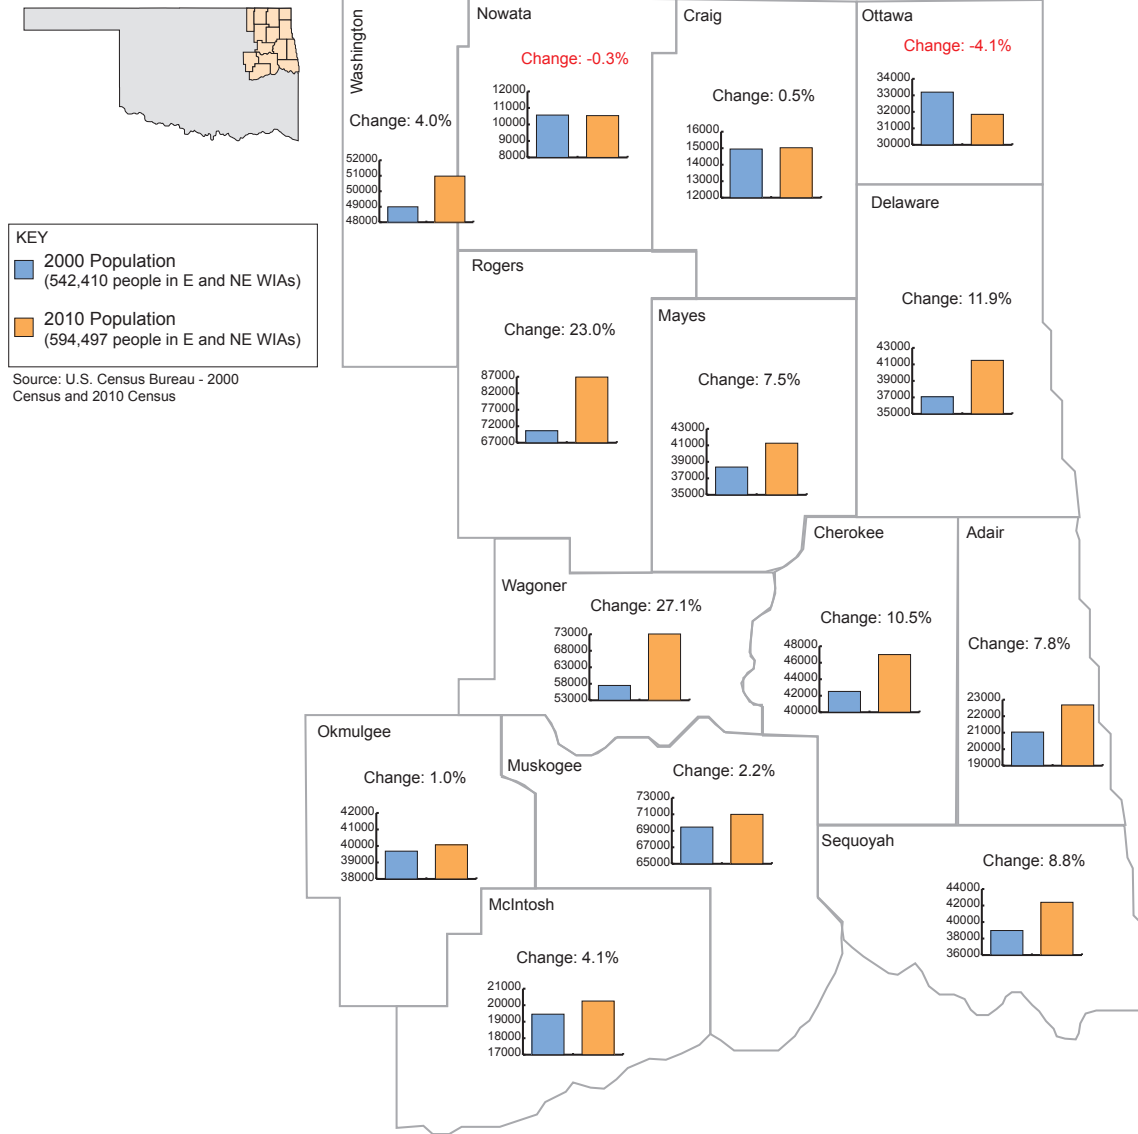 Washington
Change: 4.0%
52000
51000
50000
49000
48000
Nowata
Change: -0.3%
12000
11000
10000
9000
8000
Craig
Change: 0.5%
16000
15000
14000
13000
12000
Ottawa
Change: -4.1%
34000
33000
32000
31000
30000
KEY
2000 Population
(542,410 people in E and NE WIAs)
2010 Population
(594,497 people in E and NE WIAs)
Source: U.S. Census Bureau - 2000
Census and 2010 Census
Rogers
Change: 23.0%
87000
82000
77000
72000
67000
Mayes
Change: 7.5%
43000
41000
39000
37000
35000
Delaware
Change: 11.9%
43000
41000
39000
37000
35000
Wagoner
Change: 27.1%
73000
68000
63000
58000
53000
Cherokee
Change: 10.5%
48000
46000
44000
42000
40000
Adair
Change: 7.8%
23000
22000
21000
20000
19000
Okmulgee
Change: 1.0%
42000
41000
40000
39000
38000
Muskogee
Change: 2.2%
73000
71000
69000
67000
65000
Sequoyah
Change: 8.8%
44000
42000
40000
38000
36000
McIntosh
Change: 4.1%
21000
20000
19000
18000
17000